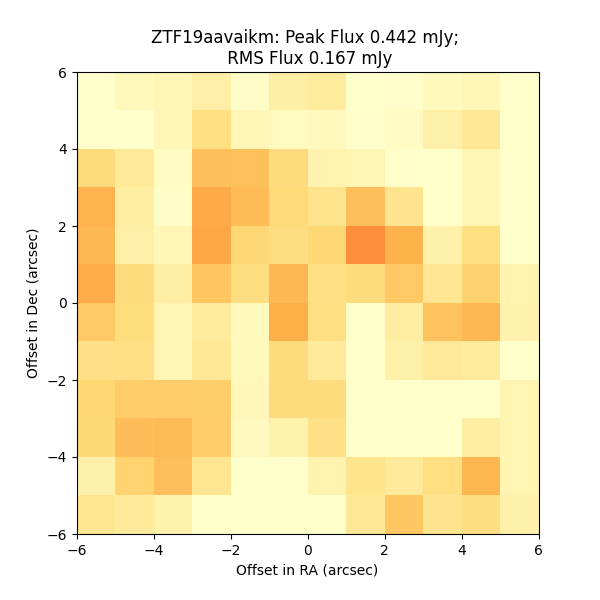 ZTF19aavaikm: Peak Flux 0.442 mJy;
RMS Flux 0.167 mJy
6
4
2
0
−2
−4
−6
Offset in Dec (arcsec)
−6 −4 −2 0 2 4 6
Offset in RA (arcsec)